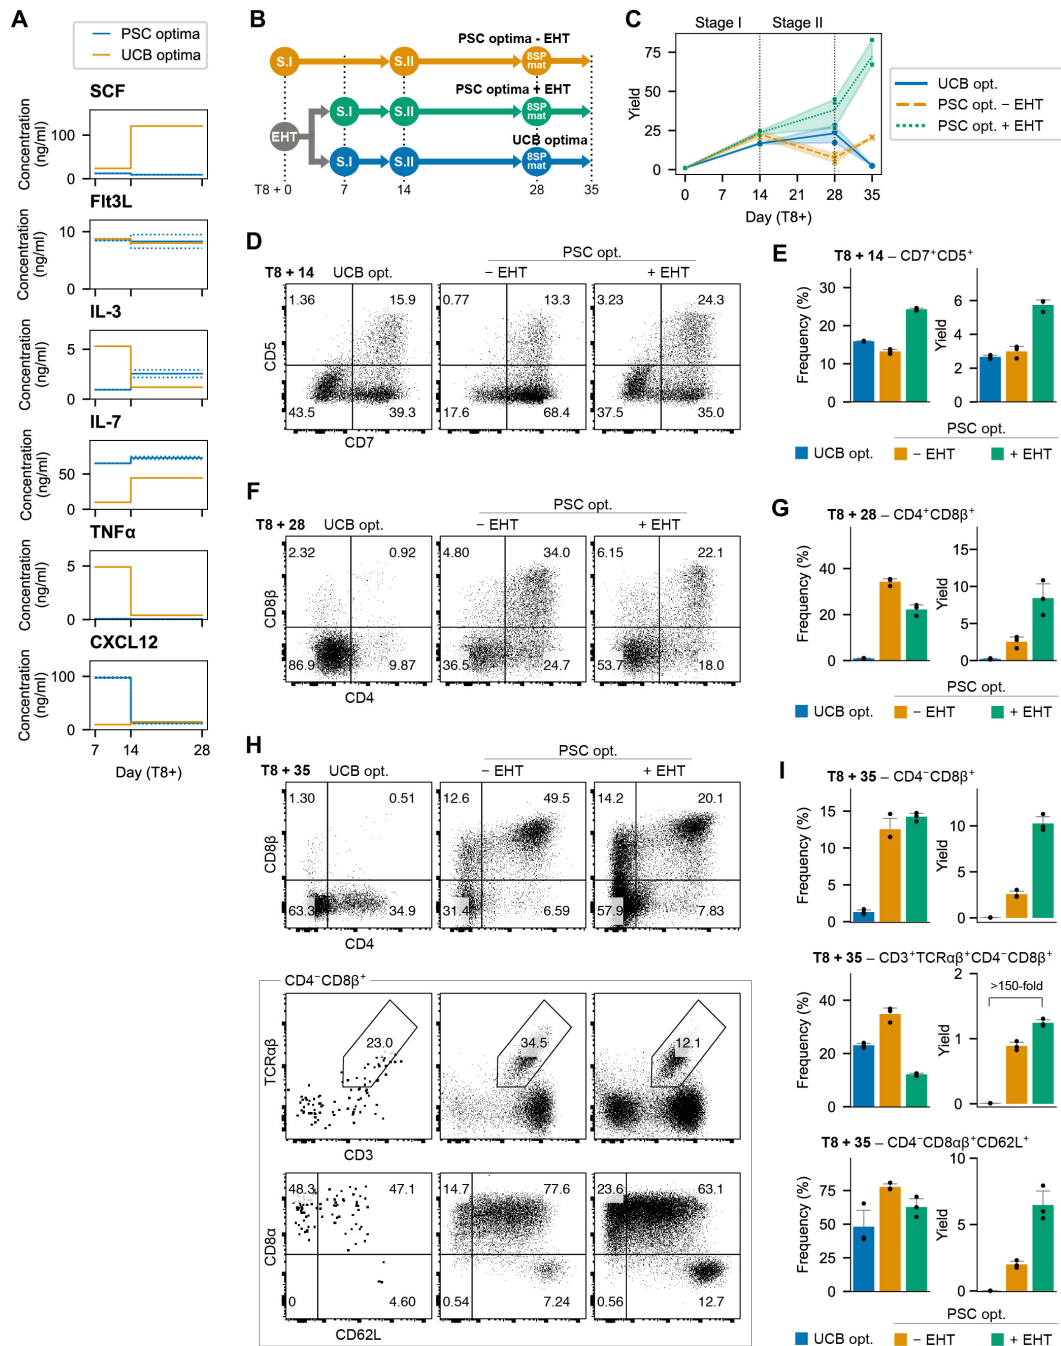 A
PSC optima
UCB optima
SCF
Concentration
(ng/ml)
100
0
Flt3L
Concentration
(ng/ml)
10
0
IL-3
Concentration
(ng/ml)
5
0
IL-7
Concentration
(ng/ml)
50
0
TNFα
Concentration
(ng/ml)
5
0
CXCL12
Concentration
(ng/ml)
100
0
7 14 28
Day (T8+)
B
PSC optima - EHT
S.I S.II 8SP mat
PSC optima + EHT
S.I S.II 8SP mat
EHT
UCB optima
S.I S.II 8SP mat
T8 + 0 7 14 28 35
C
Stage I Stage II
Yield
75
50
25
0
0 7 14 21 28 35
Day (T8+)
UCB opt.
PSC opt. − EHT
PSC opt. + EHT
D
PSC opt.
T8 + 14 UCB opt. − EHT + EHT
1.36 15.9 0.77 13.3 3.23 24.3
CD5
43.5 39.3 17.6 68.4 37.5 35.0
CD7
E
T8 + 14 – CD7⁺CD5⁺
Frequency (%)
30
20
10
0
Yield
6
4
2
0
PSC opt.
UCB opt. − EHT + EHT
F
PSC opt.
T8 + 28 UCB opt. − EHT + EHT
2.32 0.92 4.80 34.0 6.15 22.1
CD8β
86.9 9.87 36.5 24.7 53.7 18.0
CD4
G
T8 + 28 – CD4⁺CD8β⁺
Frequency (%)
40
20
0
Yield
15
10
5
0
PSC opt.
UCB opt. − EHT + EHT
H
PSC opt.
T8 + 35 UCB opt. − EHT + EHT
1.30 0.51 12.6 49.5 14.2 20.1
CD8β
63.3 34.9 31.4 6.59 57.9 7.83
CD4
CD4⁻CD8β⁺
23.0 34.5 12.1
TCRαβ
CD3
48.3 47.1 14.7 77.6 23.6 63.1
CD8α
0 4.60 0.54 7.24 0.56 12.7
CD62L
I
T8 + 35 – CD4⁻CD8β⁺
Frequency (%)
15
10
5
0
Yield
10
5
0
T8 + 35 – CD3⁺TCRαβ⁺CD4⁻CD8β⁺
Frequency (%)
40
20
0
Yield
2
1
0
>150-fold
T8 + 35 – CD4⁻CD8αβ⁺CD62L⁺
Frequency (%)
75
50
25
0
Yield
10
5
0
PSC opt.
UCB opt. − EHT + EHT